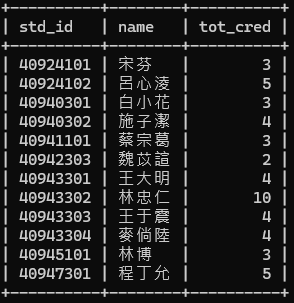 std_id name tot_cred
40924101 宋芬 3
40924102 呂心淩 5
40940301 白小花 3
40940302 施子潔 4
40941101 蔡宗葛 3
40942303 魏苡諠 2
40943301 王大明 4
40943302 林忠仁 10
40943303 王于震 4
40943304 麥倘陸 4
40945101 林博 3
40947301 程丁允 5